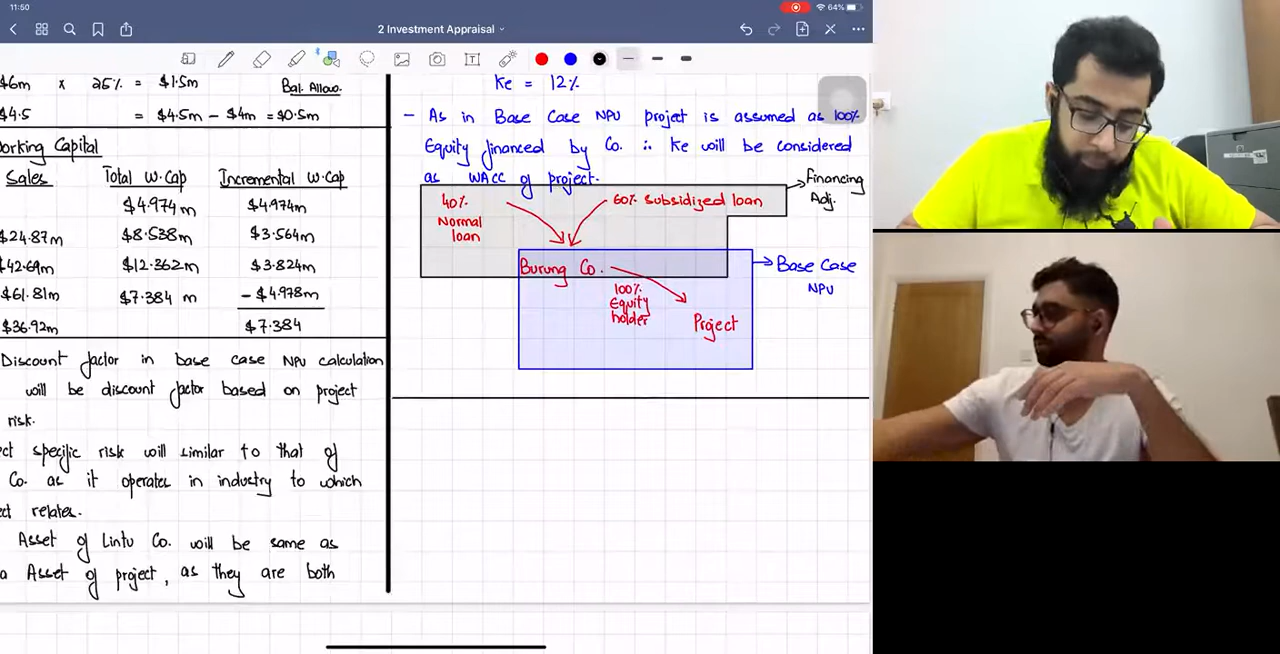 11:50
64%
2 Investment Appraisal
$6m x 25% = $1.5m
Bal. Allow.
$4.5 = $4.5m - $4m = $0.5m
orking Capital
Sales Total W.Cap Incremental W.Cap
$4.974m $4.974m
$24.87m $8.538m $3.564m
$42.69m $12.362m $3.824m
$61.81m $7.384 m - $4.978m
$36.92m $7.384
Discount factor in base case NPV calculation
will be discount factor based on project
risk.
ect specific risk will similar to that of
Co. as it operates in industry to which
ect relates.
Asset of Lintu Co. will be same as
a Asset of project, as they are both
Ke = 12%
- As in Base Case NPV project is assumed as 100%
Equity financed by Co. ∴ Ke will be considered
as WACC of project.
Financing
Adj.
40%
Normal
loan
60% Subsidized loan
Burung Co.
100%
Equity
holder
Project
Base Case
NPV